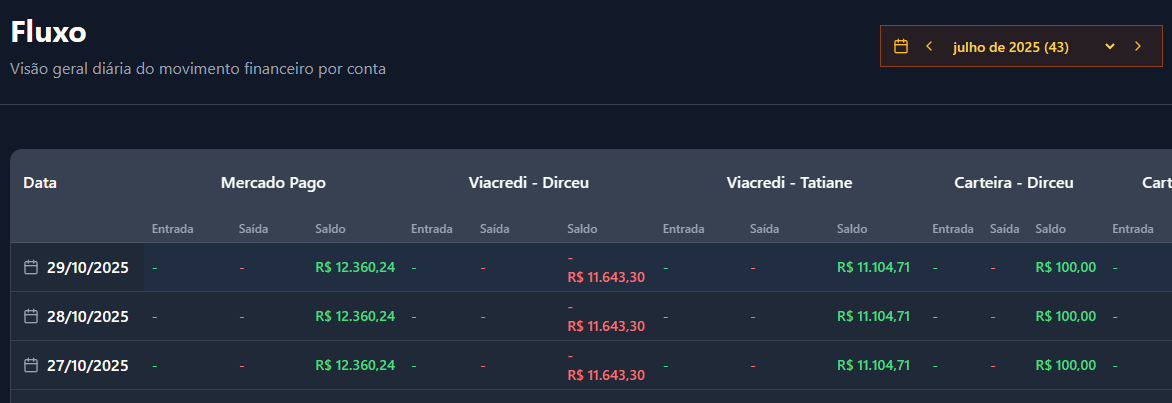 Fluxo
Visão geral diária do movimento financeiro por conta
julho de 2025 (43)
Data Mercado Pago Viacredi - Dirceu Viacredi - Tatiane Carteira - Dirceu Cart
Entrada Saída Saldo Entrada Saída Saldo Entrada Saída Saldo Entrada Saída Saldo Entrada
29/10/2025 - - R$ 12.360,24 - - -
R$ 11.643,30 - - R$ 11.104,71 - - R$ 100,00 -
28/10/2025 - - R$ 12.360,24 - - -
R$ 11.643,30 - - R$ 11.104,71 - - R$ 100,00 -
27/10/2025 - - R$ 12.360,24 - - -
R$ 11.643,30 - - R$ 11.104,71 - - R$ 100,00 -